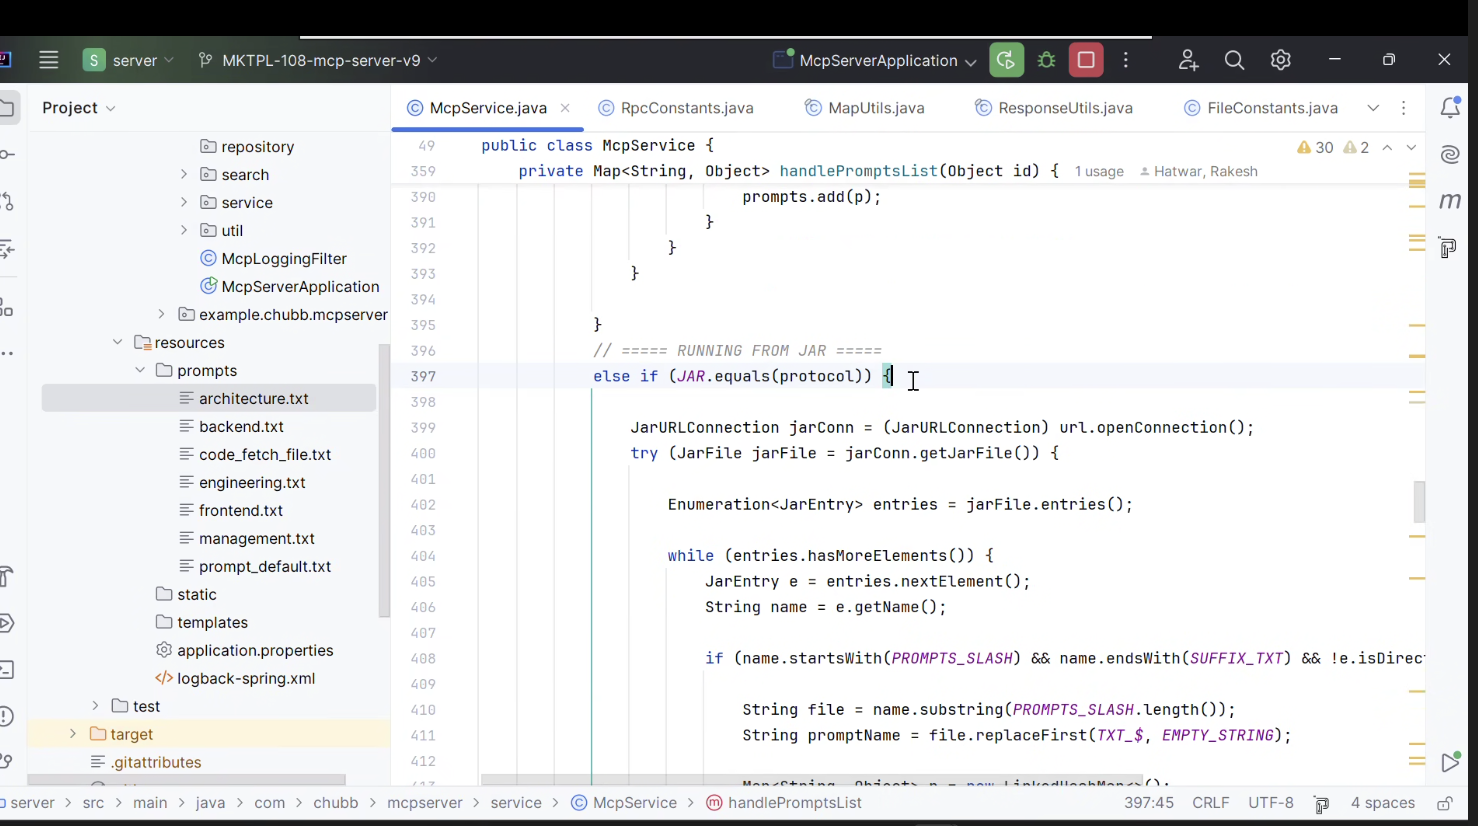 S server MKTPL-108-mcp-server-v9 McpServerApplication
Project
McpService.java RpcConstants.java MapUtils.java ResponseUtils.java FileConstants.java
repository
search
service
util
McpLoggingFilter
McpServerApplication
example.chubb.mcpserver
resources
prompts
architecture.txt
backend.txt
code_fetch_file.txt
engineering.txt
frontend.txt
management.txt
prompt_default.txt
static
templates
application.properties
logback-spring.xml
test
target
.gitattributes
30 2
49 public class McpService {
359 private Map<String, Object> handlePromptsList(Object id) { 1 usage Hatwar, Rakesh
390 prompts.add(p);
391 }
392 }
393 }
394
395 }
396 // ===== RUNNING FROM JAR =====
397 else if (JAR.equals(protocol)) {
398
399 JarURLConnection jarConn = (JarURLConnection) url.openConnection();
400 try (JarFile jarFile = jarConn.getJarFile()) {
401
402 Enumeration<JarEntry> entries = jarFile.entries();
403
404 while (entries.hasMoreElements()) {
405 JarEntry e = entries.nextElement();
406 String name = e.getName();
407
408 if (name.startsWith(PROMPTS_SLASH) && name.endsWith(SUFFIX_TXT) && !e.isDirec
409
410 String file = name.substring(PROMPTS_SLASH.length());
411 String promptName = file.replaceFirst(TXT_$, EMPTY_STRING);
412
m
server > src > main > java > com > chubb > mcpserver > service > McpService > handlePromptsList 397:45 CRLF UTF-8 4 spaces